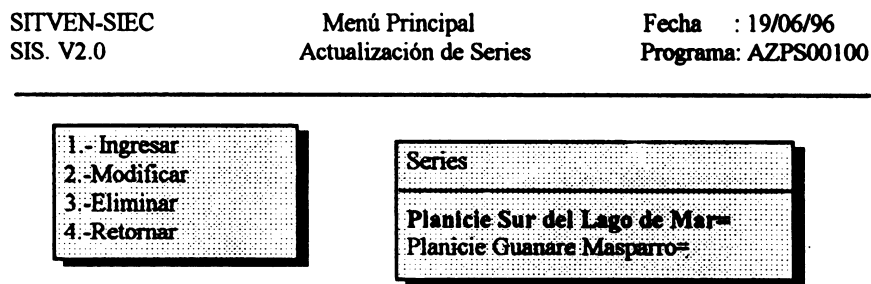 SITVEN-SIEC Menú Principal Fecha : 19/06/96
SIS. V2.0 Actualización de Series Programa: AZPS00100
1.- Ingresar
2.-Modificar
3.-Eliminar
4.-Retornar
Series
Planicie Sur del Lago de Mar=
Planicie Guanare Masparro=